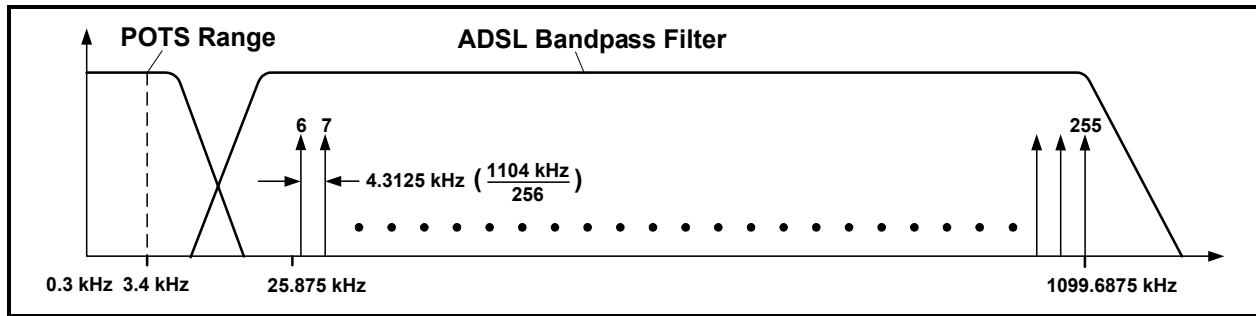 POTS Range
ADSL Bandpass Filter
6 7
255
4.3125 kHz (1104 kHz/256)
0.3 kHz 3.4 kHz 25.875 kHz 1099.6875 kHz